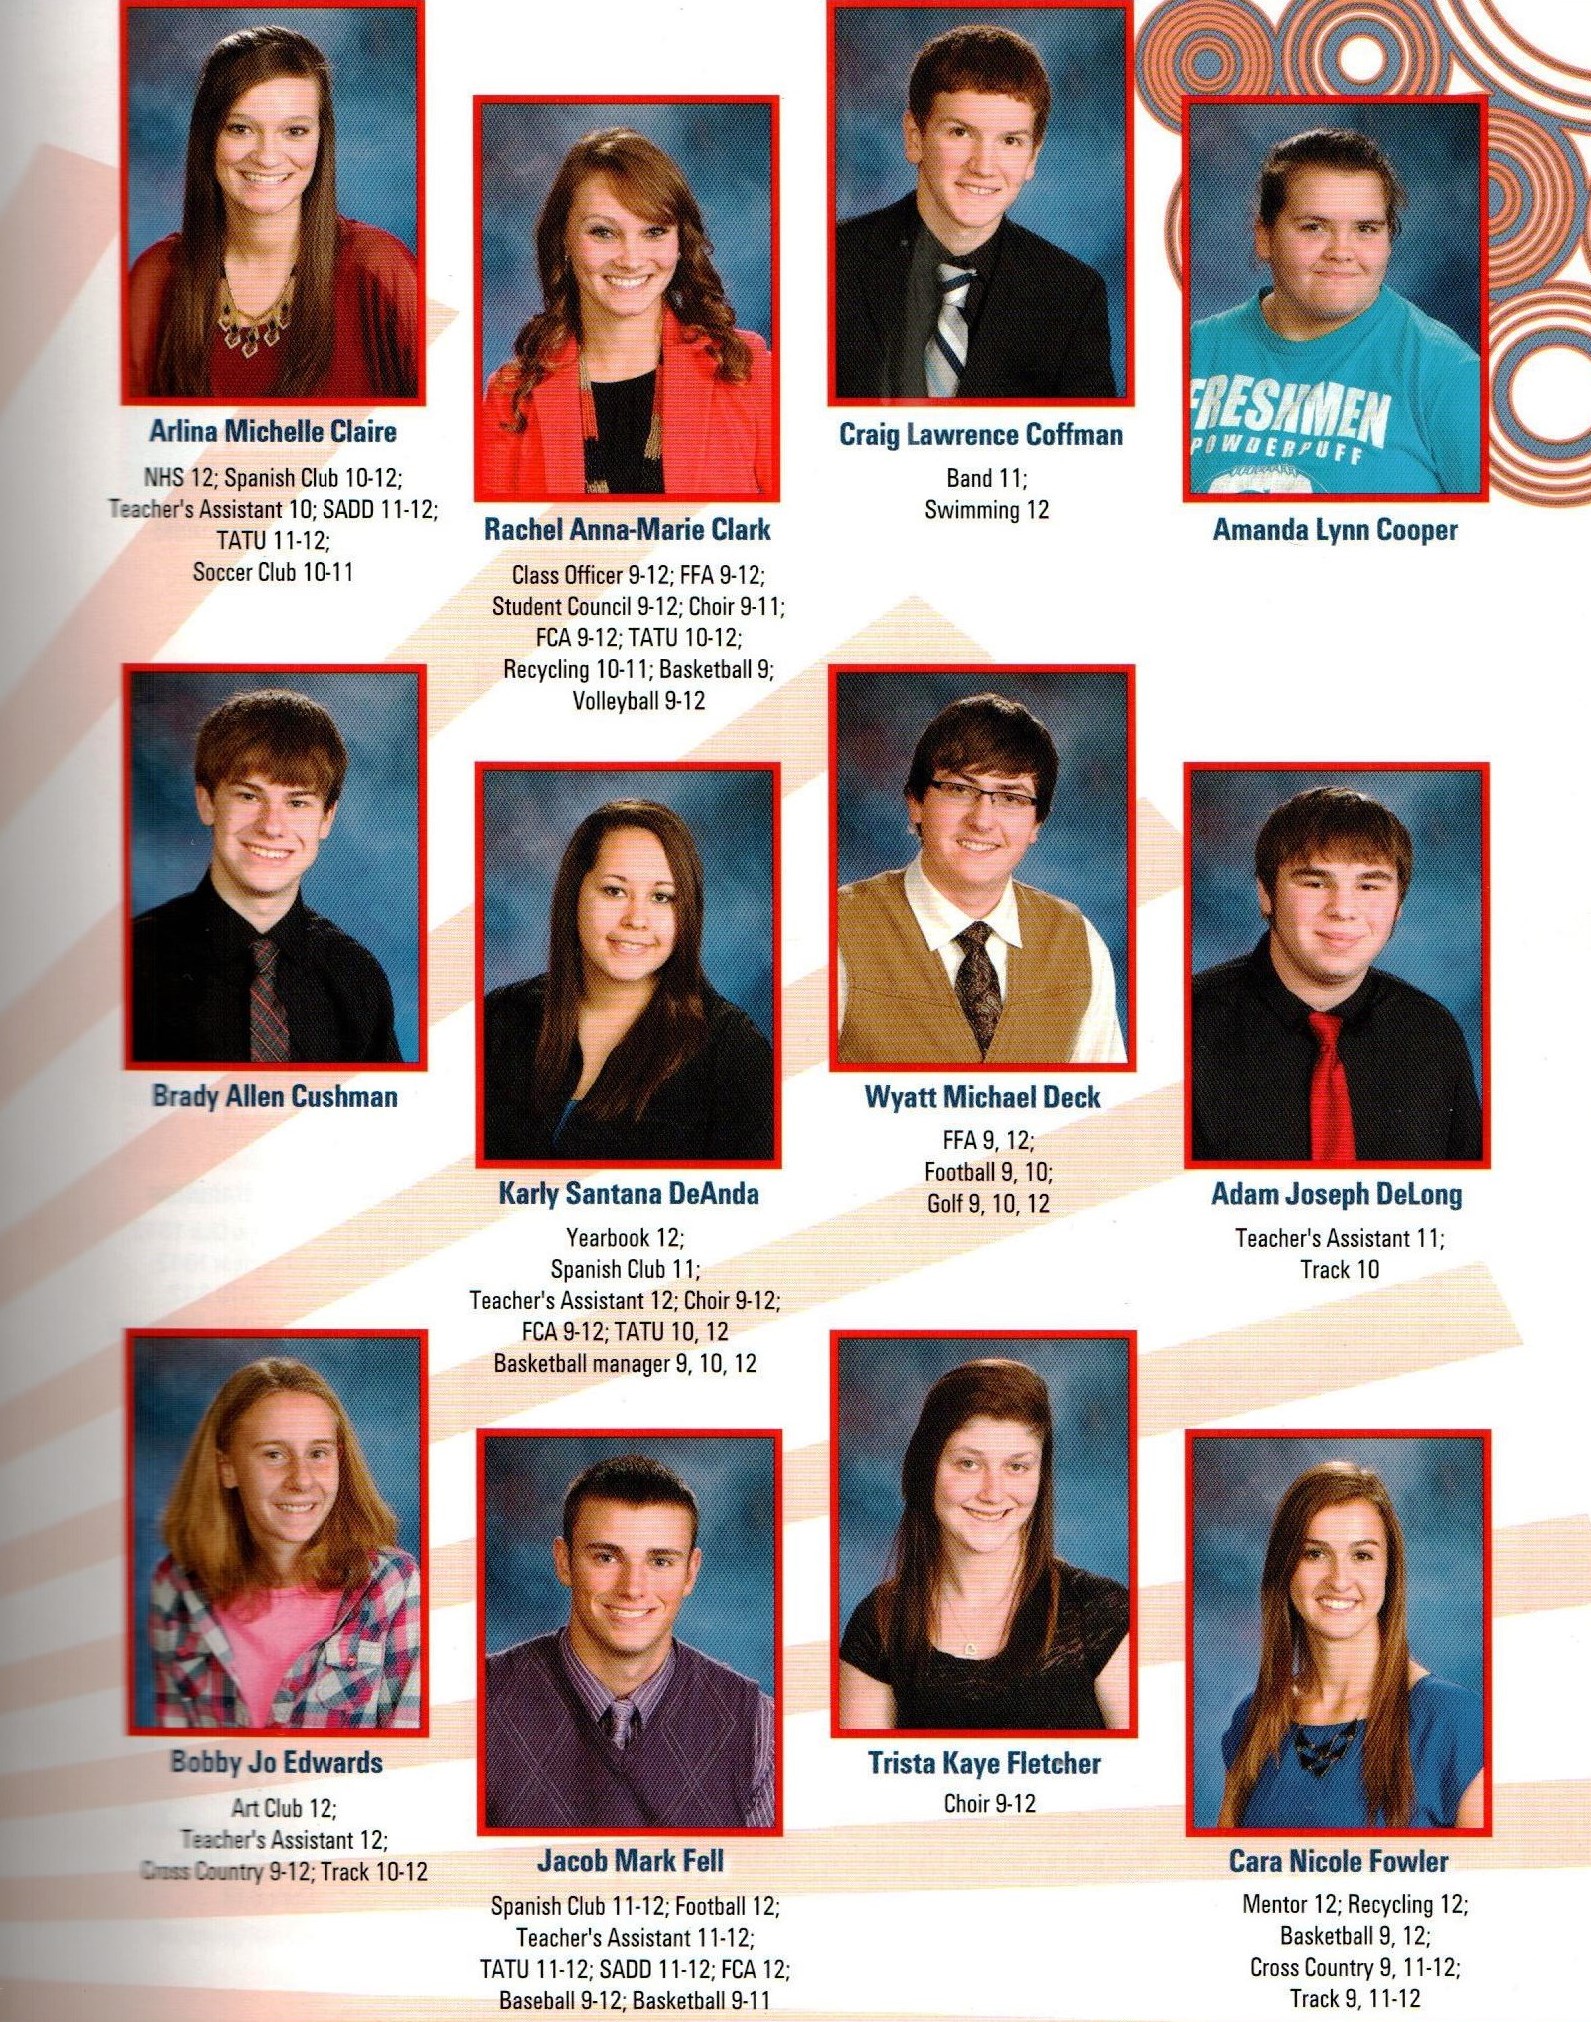 Arlina Michelle Claire
NHS 12; Spanish Club 10-12;
Teacher's Assistant 10; SADD 11-12;
TATU 11-12;
Soccer Club 10-11
Rachel Anna-Marie Clark
Class Officer 9-12; FFA 9-12;
Student Council 9-12; Choir 9-11;
FCA 9-12; TATU 10-12;
Recycling 10-11; Basketball 9;
Volleyball 9-12
Craig Lawrence Coffman
Band 11;
Swimming 12
FRESHMEN
POWDERPUFF
Amanda Lynn Cooper
Brady Allen Cushman
Karly Santana DeAnda
Yearbook 12;
Spanish Club 11;
Teacher's Assistant 12; Choir 9-12;
FCA 9-12; TATU 10, 12
Basketball manager 9, 10, 12
Wyatt Michael Deck
FFA 9, 12;
Football 9, 10;
Golf 9, 10, 12
Adam Joseph DeLong
Teacher's Assistant 11;
Track 10
Bobby Jo Edwards
Art Club 12;
Teacher's Assistant 12;
Cross Country 9-12; Track 10-12
Jacob Mark Fell
Spanish Club 11-12; Football 12;
Teacher's Assistant 11-12;
TATU 11-12; SADD 11-12; FCA 12;
Baseball 9-12; Basketball 9-11
Trista Kaye Fletcher
Choir 9-12
Cara Nicole Fowler
Mentor 12; Recycling 12;
Basketball 9, 12;
Cross Country 9, 11-12;
Track 9, 11-12